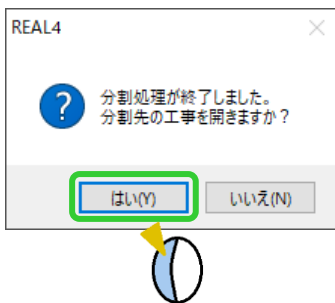 REAL4
分割処理が終了しました。
分割先の工事を開きますか？
はい(Y)
いいえ(N)